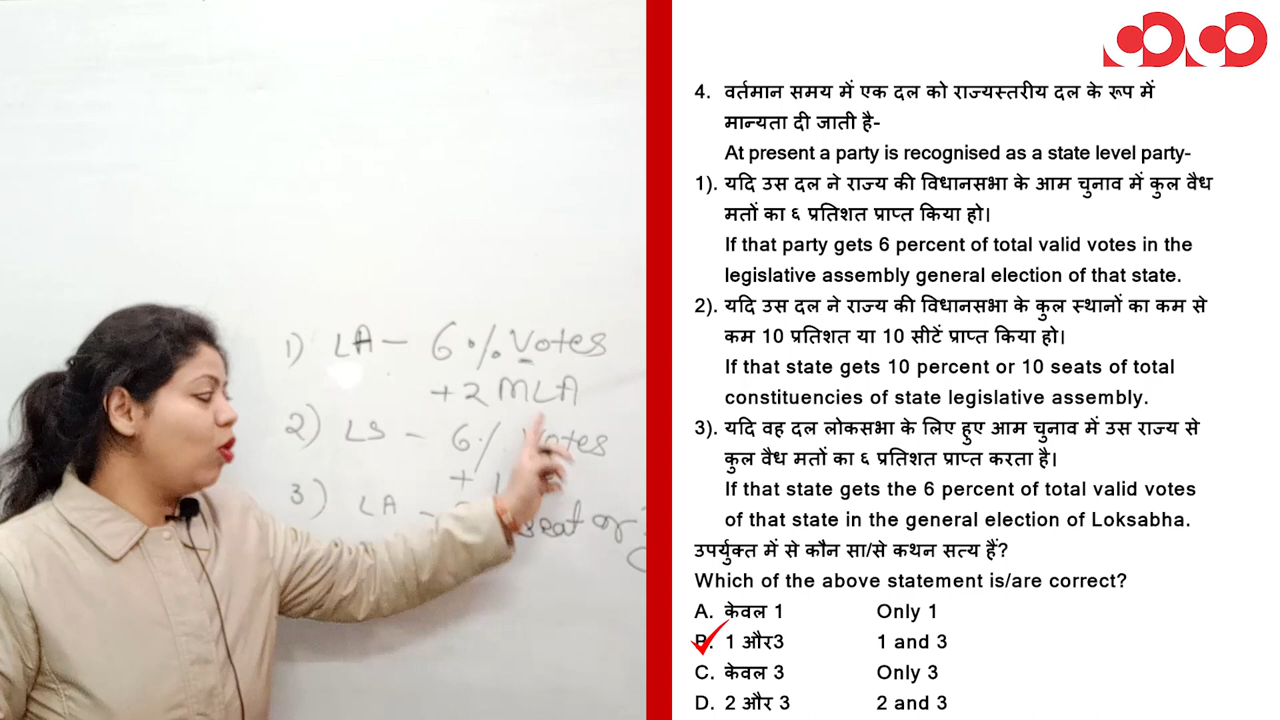 1) LA - 6% Votes
+2 MLA
2) LS - 6% Votes
+ 1
3) LA - seat or
4. वर्तमान समय में एक दल को राज्यस्तरीय दल के रूप में
मान्यता दी जाती है-
At present a party is recognised as a state level party-
1). यदि उस दल ने राज्य की विधानसभा के आम चुनाव में कुल वैध
मतों का ६ प्रतिशत प्राप्त किया हो।
If that party gets 6 percent of total valid votes in the
legislative assembly general election of that state.
2). यदि उस दल ने राज्य की विधानसभा के कुल स्थानों का कम से
कम 10 प्रतिशत या 10 सीटें प्राप्त किया हो।
If that state gets 10 percent or 10 seats of total
constituencies of state legislative assembly.
3). यदि वह दल लोकसभा के लिए हुए आम चुनाव में उस राज्य से
कुल वैध मतों का ६ प्रतिशत प्राप्त करता है।
If that state gets the 6 percent of total valid votes
of that state in the general election of Loksabha.
उपर्युक्त में से कौन सा/से कथन सत्य हैं?
Which of the above statement is/are correct?
A. केवल 1 Only 1
B. 1 और3 1 and 3
C. केवल 3 Only 3
D. 2 और 3 2 and 3